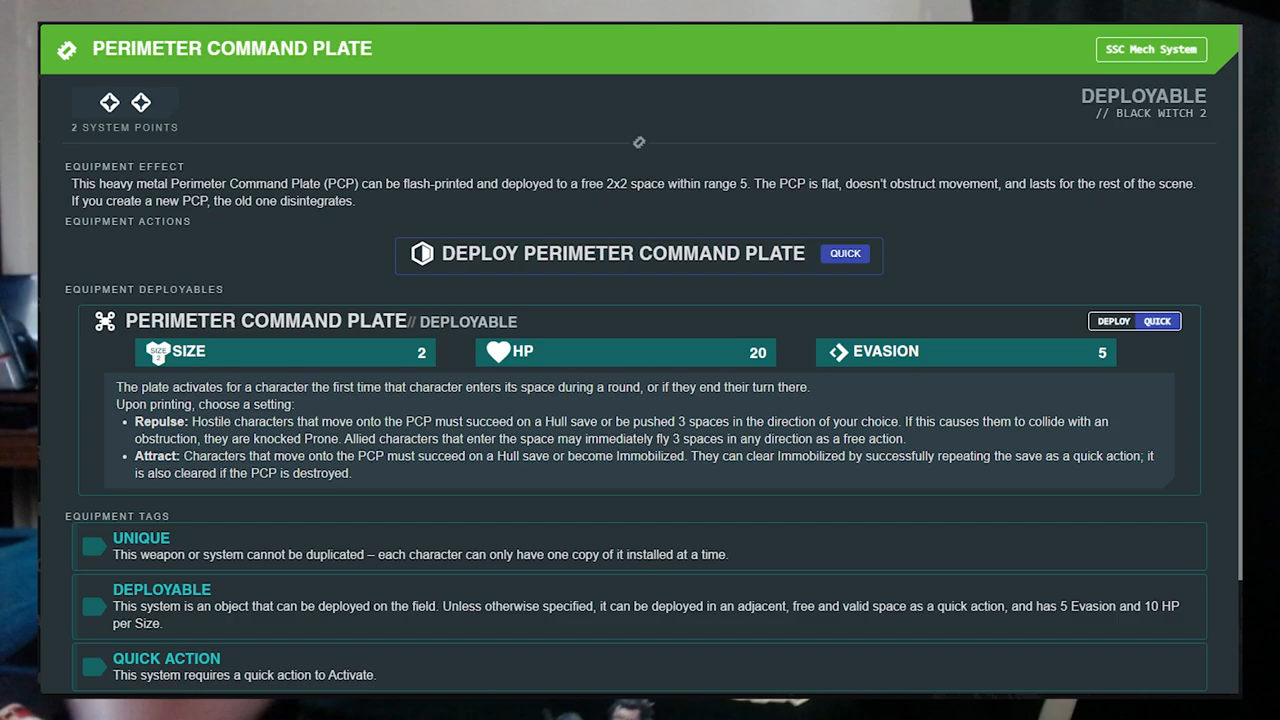 PERIMETER COMMAND PLATE
SSC Mech System
2 SYSTEM POINTS
DEPLOYABLE
// BLACK WITCH 2
EQUIPMENT EFFECT
This heavy metal Perimeter Command Plate (PCP) can be flash-printed and deployed to a free 2x2 space within range 5. The PCP is flat, doesn't obstruct movement, and lasts for the rest of the scene.
If you create a new PCP, the old one disintegrates.
EQUIPMENT ACTIONS
DEPLOY PERIMETER COMMAND PLATE QUICK
EQUIPMENT DEPLOYABLES
PERIMETER COMMAND PLATE// DEPLOYABLE
DEPLOY QUICK
SIZE 2 SIZE 2
HP 20
EVASION 5
The plate activates for a character the first time that character enters its space during a round, or if they end their turn there.
Upon printing, choose a setting:
• Repulse: Hostile characters that move onto the PCP must succeed on a Hull save or be pushed 3 spaces in the direction of your choice. If this causes them to collide with an
obstruction, they are knocked Prone. Allied characters that enter the space may immediately fly 3 spaces in any direction as a free action.
• Attract: Characters that move onto the PCP must succeed on a Hull save or become Immobilized. They can clear Immobilized by successfully repeating the save as a quick action; it
is also cleared if the PCP is destroyed.
EQUIPMENT TAGS
UNIQUE
This weapon or system cannot be duplicated – each character can only have one copy of it installed at a time.
DEPLOYABLE
This system is an object that can be deployed on the field. Unless otherwise specified, it can be deployed in an adjacent, free and valid space as a quick action, and has 5 Evasion and 10 HP
per Size.
QUICK ACTION
This system requires a quick action to Activate.